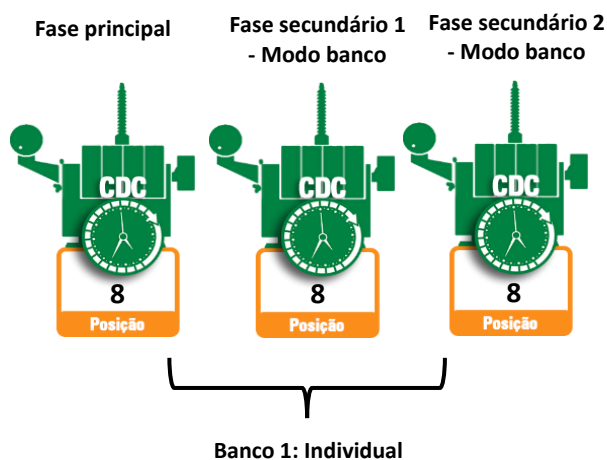 Fase principal
Fase secundário 1
- Modo banco
Fase secundário 2
- Modo banco
CDC
CDC
CDC
8
8
8
Posição
Posição
Posição
Banco 1: Individual